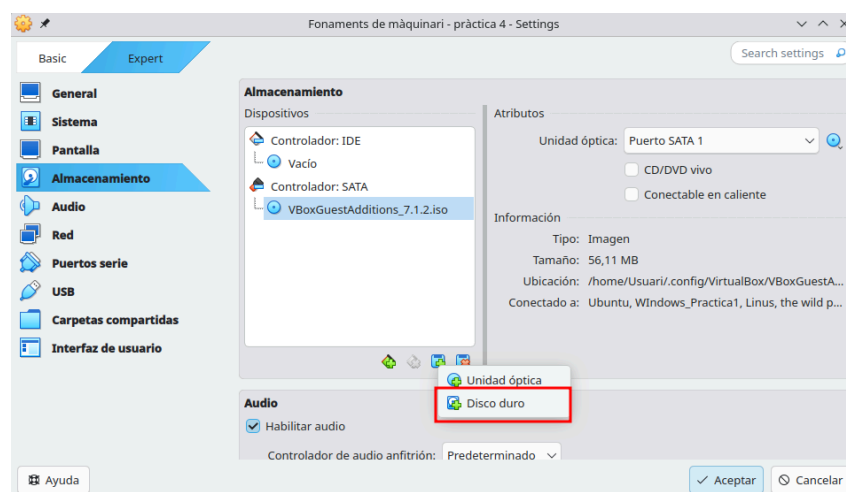 Fonaments de màquinari - pràctica 4 - Settings
Basic
Expert
Search settings
General
Sistema
Pantalla
Almacenamiento
Audio
Red
Puertos serie
USB
Carpetas compartidas
Interfaz de usuario
Almacenamiento
Dispositivos
Controlador: IDE
Vacío
Controlador: SATA
VBoxGuestAdditions_7.1.2.iso
Atributos
Unidad óptica: Puerto SATA 1
CD/DVD vivo
Conectable en caliente
Información
Tipo: Imagen
Tamaño: 56,11 MB
Ubicación: /home/Usuari/.config/VirtualBox/VBoxGuestA...
Conectado a: Ubuntu, WIndows_Practica1, Linus, the wild p...
Unidad óptica
Disco duro
Audio
Habilitar audio
Controlador de audio anfitrión: Predeterminado
Ayuda
Aceptar
Cancelar